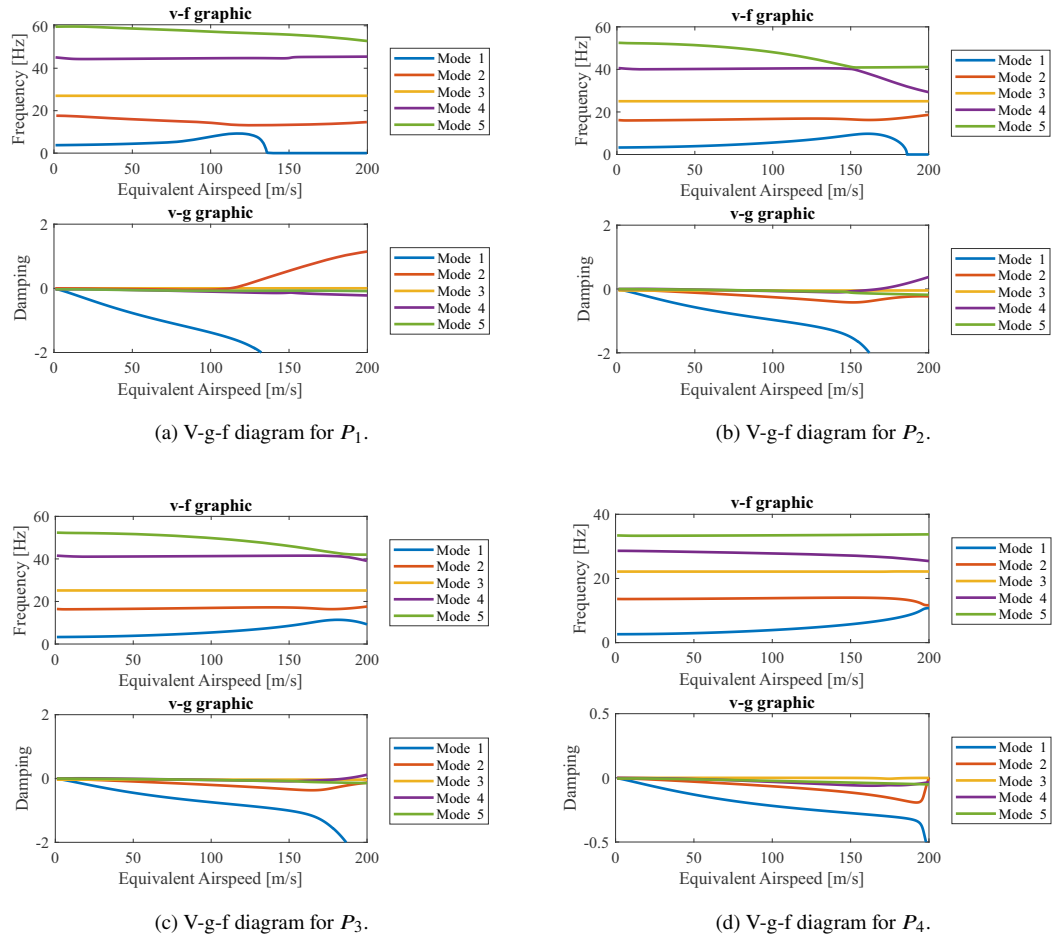 v-f graphic
60
40
20
0
Frequency [Hz]
0 50 100 150 200
Equivalent Airspeed [m/s]
Mode 1
Mode 2
Mode 3
Mode 4
Mode 5
v-g graphic
2
0
-2
Damping
0 50 100 150 200
Equivalent Airspeed [m/s]
Mode 1
Mode 2
Mode 3
Mode 4
Mode 5
(a) V-g-f diagram for P1.
v-f graphic
60
40
20
0
Frequency [Hz]
0 50 100 150 200
Equivalent Airspeed [m/s]
Mode 1
Mode 2
Mode 3
Mode 4
Mode 5
v-g graphic
2
0
-2
Damping
0 50 100 150 200
Equivalent Airspeed [m/s]
Mode 1
Mode 2
Mode 3
Mode 4
Mode 5
(b) V-g-f diagram for P2.
v-f graphic
60
40
20
0
Frequency [Hz]
0 50 100 150 200
Equivalent Airspeed [m/s]
Mode 1
Mode 2
Mode 3
Mode 4
Mode 5
v-g graphic
2
0
-2
Damping
0 50 100 150 200
Equivalent Airspeed [m/s]
Mode 1
Mode 2
Mode 3
Mode 4
Mode 5
(c) V-g-f diagram for P3.
v-f graphic
40
20
0
Frequency [Hz]
0 50 100 150 200
Equivalent Airspeed [m/s]
Mode 1
Mode 2
Mode 3
Mode 4
Mode 5
v-g graphic
0.5
0
-0.5
Damping
0 50 100 150 200
Equivalent Airspeed [m/s]
Mode 1
Mode 2
Mode 3
Mode 4
Mode 5
(d) V-g-f diagram for P4.